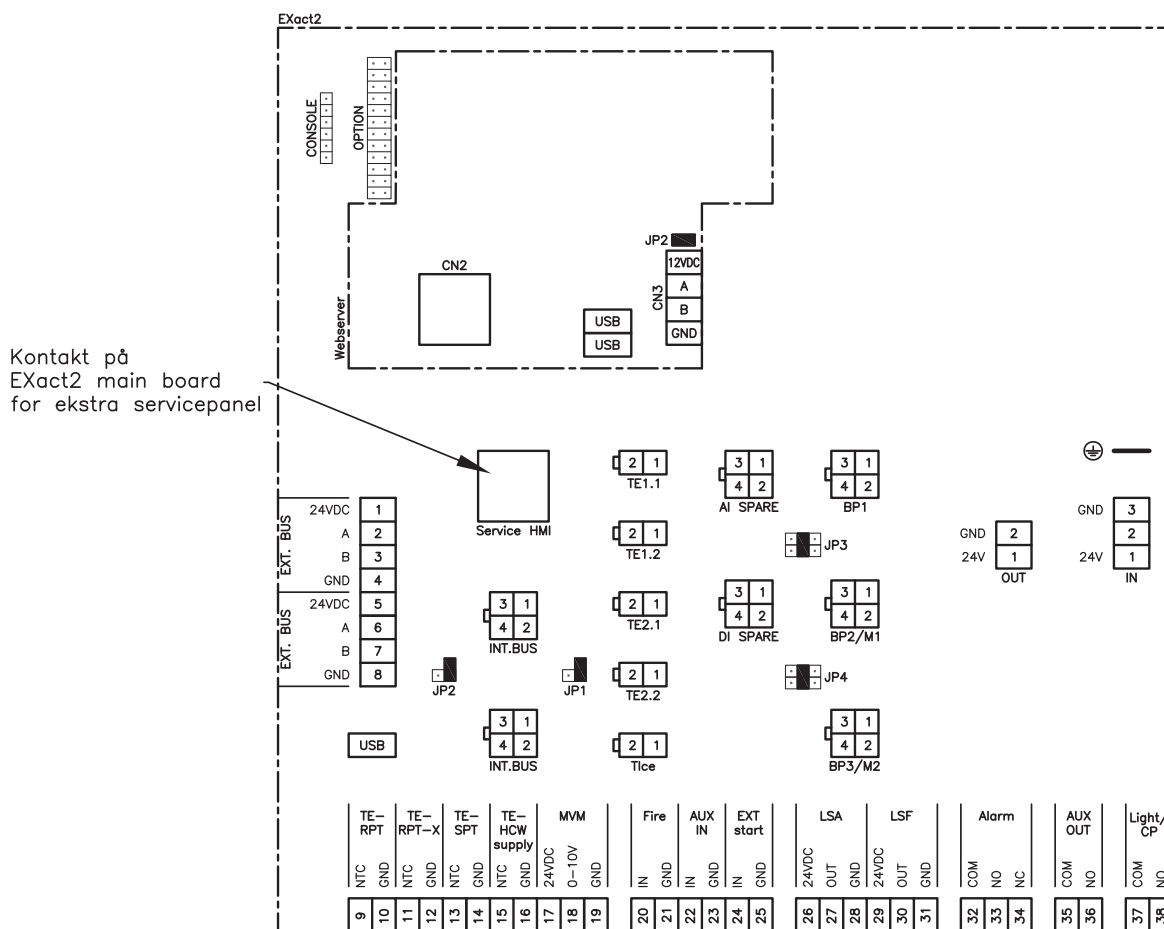 EXact2
CONSOLE
OPTION
JP2
12VDC
A
B
GND
CN3
CN2
USB
USB
Webserver
Kontakt på
EXact2 main board
for ekstra servicepanel
Service HMI
2 1
TE1.1
2 1
TE1.2
2 1
TE2.1
2 1
TE2.2
2 1
TIce
3 1
4 2
AI SPARE
3 1
4 2
DI SPARE
3 1
4 2
BP1
JP3
3 1
4 2
BP2/M1
JP4
3 1
4 2
BP3/M2
GND 2
24V 1
OUT
GND 3
2
24V 1
IN
EXT. BUS
24VDC 1
A 2
B 3
GND 4
EXT. BUS
24VDC 5
A 6
B 7
GND 8
3 1
4 2
INT.BUS
JP2
JP1
3 1
4 2
INT.BUS
USB
TE-
RPT
NTC GND
9 10
TE-
RPT-X
NTC GND
11 12
TE-
SPT
NTC GND
13 14
TE-
HCW
supply
NTC GND
15 16
MVM
24VDC 0-10V GND
17 18 19
Fire
IN GND
20 21
AUX
IN
IN GND
22 23
EXT
start
IN GND
24 25
LSA
24VDC OUT GND
26 27 28
LSF
24VDC OUT GND
29 30 31
Alarm
COM NO NC
32 33 34
AUX
OUT
COM NO
35 36
Light/
CP
COM NO
37 38